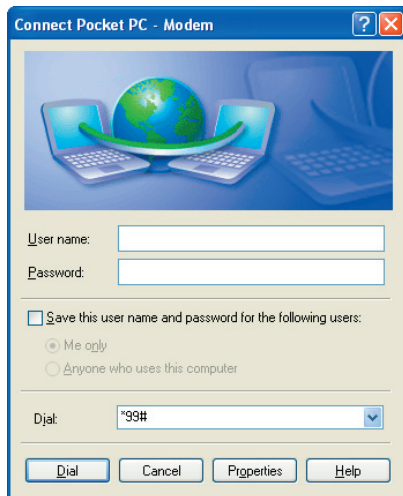 Connect Pocket PC - Modem
User name:
Password:
Save this user name and password for the following users:
Me only
Anyone who uses this computer
Dial: *99#
Dial Cancel Properties Help